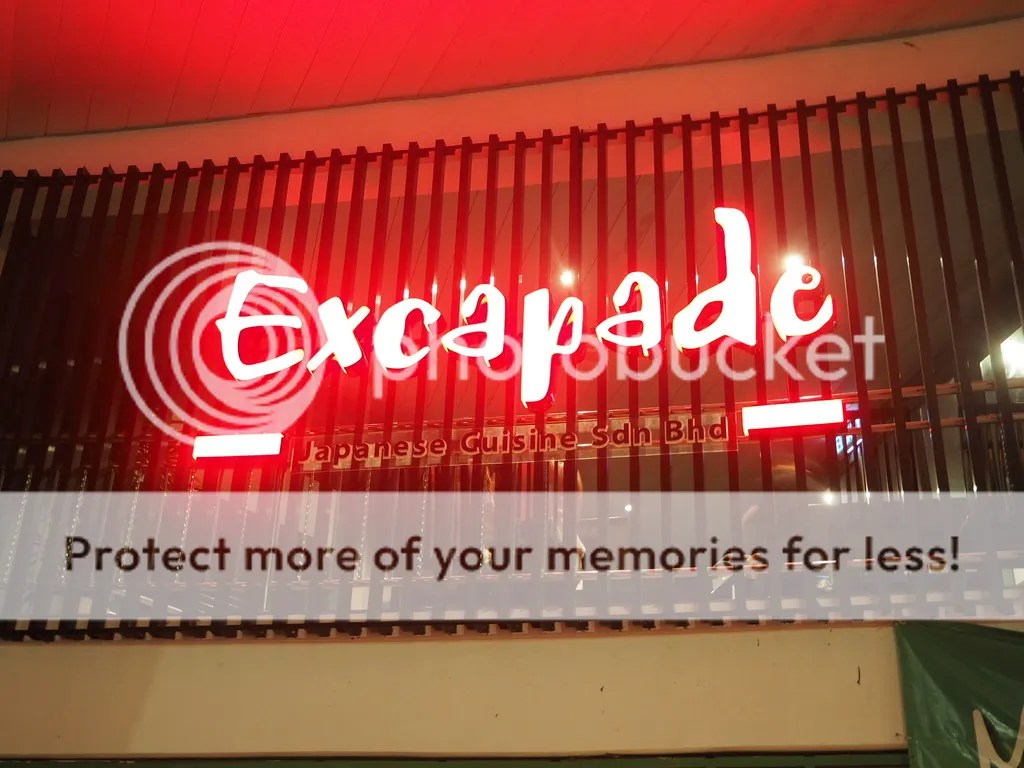 Excapade
photobucket
Japanese Cuisine Sdn Bhd
Protect more of your memories for less!